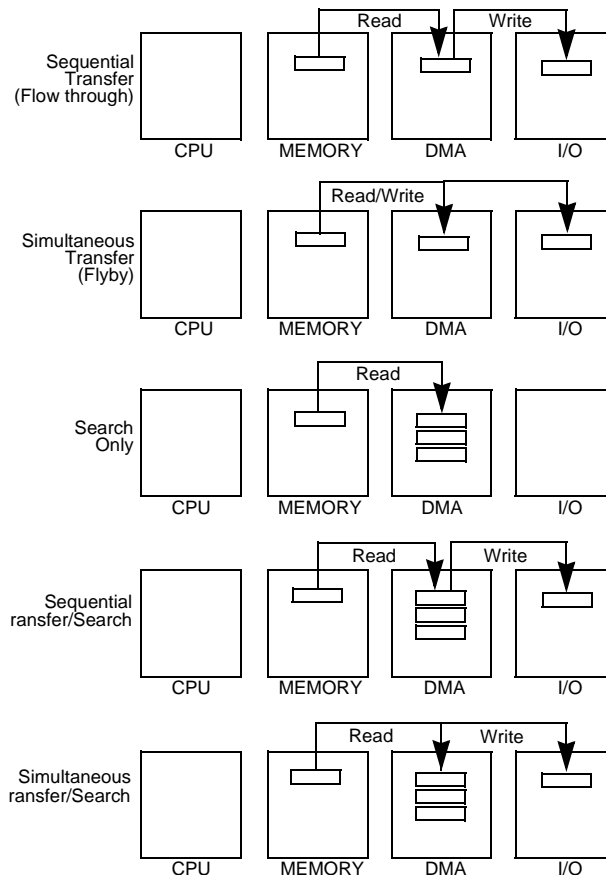 Read Write
Sequential
Transfer
(Flow through)
CPU MEMORY DMA I/O
Read/Write
Simultaneous
Transfer
(Flyby)
CPU MEMORY DMA I/O
Read
Search
Only
CPU MEMORY DMA I/O
Read Write
Sequential
ransfer/Search
CPU MEMORY DMA I/O
Read Write
Simultaneous
ransfer/Search
CPU MEMORY DMA I/O